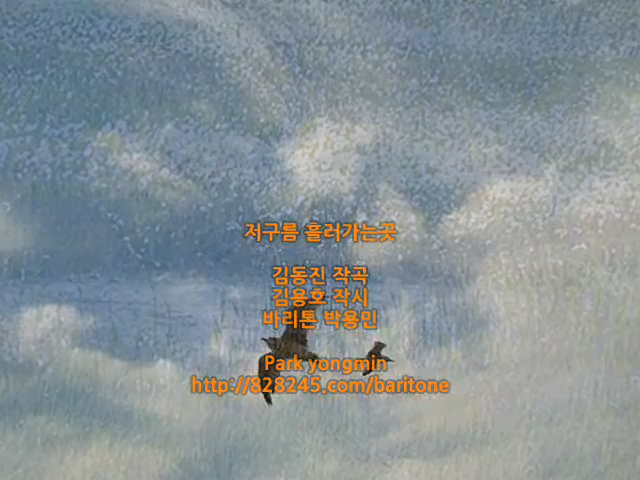 저구름 흘러가는곳
김동진 작곡
김용호 작시
바리톤 박용민
Park yongmin
http://828245.com/baritone